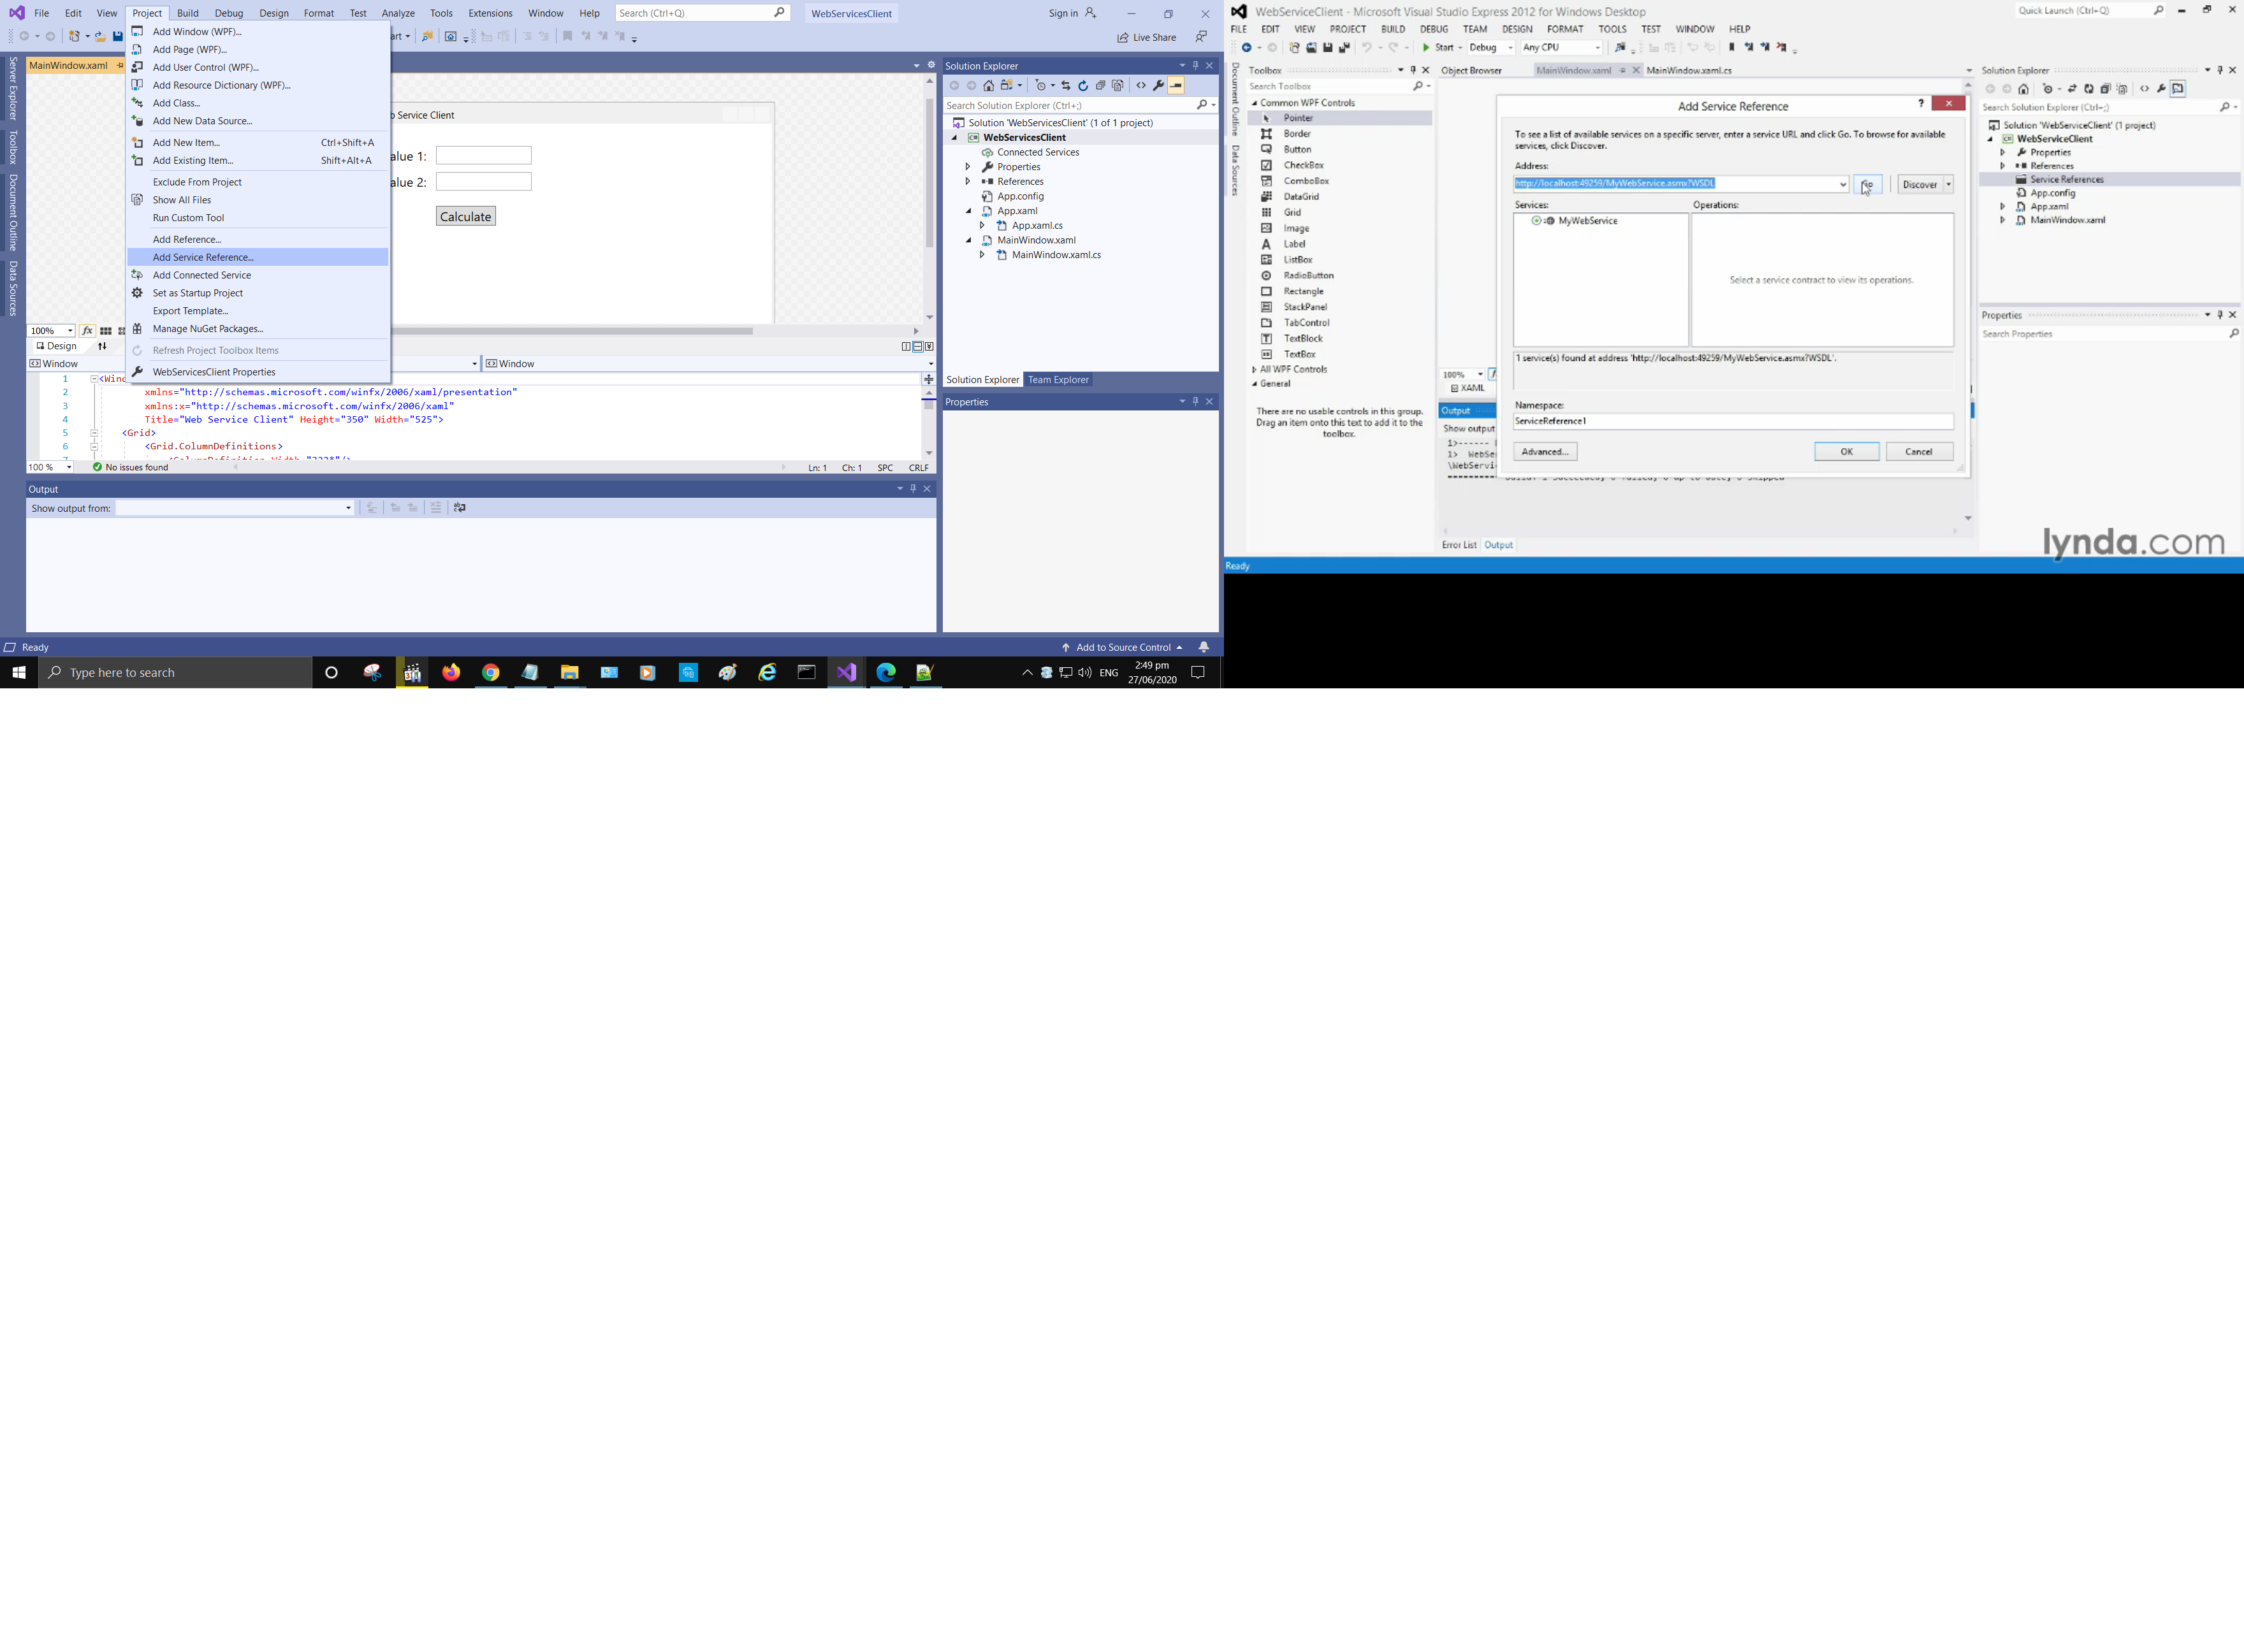 File Edit View Project Build Debug Design Format Test Analyze Tools Extensions Window Help Search (Ctrl+Q) WebServicesClient Sign in
Live Share
Server Explorer
Toolbox
Document Outline
Data Sources
MainWindow.xaml
Add Window (WPF)...
Add Page (WPF)...
Add User Control (WPF)...
Add Resource Dictionary (WPF)...
Add Class...
Add New Data Source...
Add New Item... Ctrl+Shift+A
Add Existing Item... Shift+Alt+A
Exclude From Project
Show All Files
Run Custom Tool
Add Reference...
Add Service Reference...
Add Connected Service
Set as Startup Project
Export Template...
Manage NuGet Packages...
Refresh Project Toolbox Items
WebServicesClient Properties
Service Client
alue 1:
alue 2:
Calculate
100%
Design
Window
Window
1 <Winc
2 xmlns="http://schemas.microsoft.com/winfx/2006/xaml/presentation"
3 xmlns:x="http://schemas.microsoft.com/winfx/2006/xaml"
4 Title="Web Service Client" Height="350" Width="525">
5 <Grid>
6 <Grid.ColumnDefinitions>
100 % No issues found Ln: 1 Ch: 1 SPC CRLF
Output
Show output from:
Solution Explorer
Search Solution Explorer (Ctrl+;)
Solution 'WebServicesClient' (1 of 1 project)
WebServicesClient
Connected Services
Properties
References
App.config
App.xaml
App.xaml.cs
MainWindow.xaml
MainWindow.xaml.cs
Solution Explorer Team Explorer
Properties
Ready Add to Source Control
Type here to search
ENG
2:49 pm
27/06/2020
WebServiceClient - Microsoft Visual Studio Express 2012 for Windows Desktop Quick Launch (Ctrl+Q)
FILE EDIT VIEW PROJECT BUILD DEBUG TEAM DESIGN FORMAT TOOLS TEST WINDOW HELP
Start Debug Any CPU
Document Outline
Data Sources
Toolbox
Search Toolbox
Common WPF Controls
Pointer
Border
Button
CheckBox
ComboBox
DataGrid
Grid
Image
Label
ListBox
RadioButton
Rectangle
StackPanel
TabControl
TextBlock
TextBox
All WPF Controls
General
There are no usable controls in this group.
Drag an item onto this text to add it to the
toolbox.
Object Browser MainWindow.xaml MainWindow.xaml.cs
Add Service Reference
To see a list of available services on a specific server, enter a service URL and click Go. To browse for available
services, click Discover.
Address:
http://localhost:49259/MyWebService.asmx?WSDL
Discover
Services: Operations:
MyWebService
Select a service contract to view its operations.
1 service(s) found at address 'http://localhost:49259/MyWebService.asmx?WSDL'.
Namespace:
ServiceReference1
Advanced... OK Cancel
100%
XAML
Output
Show output
1>------
1> WebSe
\WebServi
Error List Output
Solution Explorer
Search Solution Explorer (Ctrl+;)
Solution 'WebServiceClient' (1 project)
WebServiceClient
Properties
References
Service References
App.config
App.xaml
MainWindow.xaml
Properties
Search Properties
lynda.com
Ready